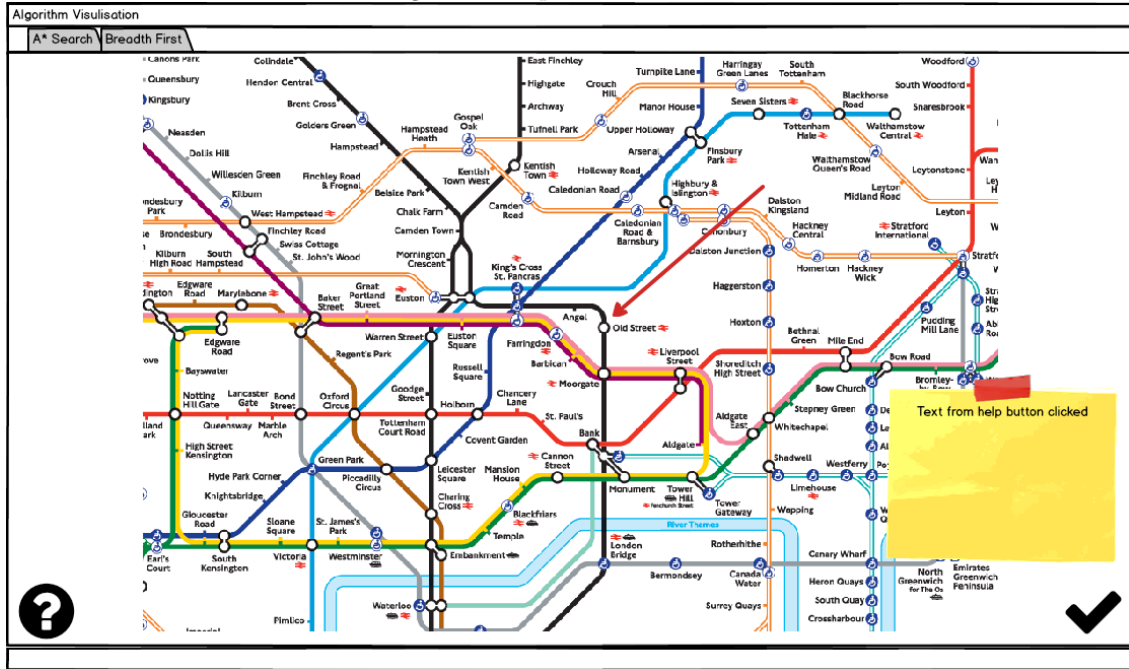 Algorithm Visulisation
A* Search
Breadth First
Canons Park
Queensbury
Kingsbury
Neasden
Dollis Hill
Willesden Green
Kilburn
West Hampstead
Finchley Road
Swiss Cottage
St. John's Wood
Colindale
Hendon Central
Brent Cross
Golders Green
Hampstead
Hampstead
Heath
Gospel
Oak
Finchley Road
& Frognal
Belsize Park
Chalk Farm
Camden Town
Mornington
Crescent
Euston
East Finchley
Highgate
Archway
Tufnell Park
Kentish
Town
Kentish
Town West
Camden
Road
Crouch
Hill
Upper Holloway
Turnpike Lane
Manor House
Finsbury
Park
Arsenal
Holloway Road
Caledonian Road
Harringay
Green Lanes
South
Tottenham
Seven Sisters
Tottenham
Hale
Blackhorse
Road
Walthamstow
Central
Walthamstow
Queen's Road
Leyton
Midland Road
Woodford
South Woodford
Snaresbrook
Leytonstone
Leyton
Highbury &
Islington
Caledonian
Road &
Barnsbury
Canonbury
Dalston
Kingsland
Dalston Junction
Hackney
Central
Homerton
Hackney
Wick
Stratford
International
Haggerston
Hoxton
Shoreditch
High Street
Pudding
Mill Lane
Park
Brondesbury
Kilburn
High Road
South
Hampstead
Edgware
Road
Marylebone
Baker
Street
Great
Portland
Street
King's Cross
St. Pancras
Angel
Old Street
Edgware
Road
Bayswater
Regent's Park
Warren Street
Euston
Square
Farringdon
Barbican
Moorgate
Liverpool
Street
Bethnal
Green
Mile End
Bow Road
Bow Church
Bromley-
Notting
Hill Gate
Lancaster
Gate
Queensway
Marble
Arch
Bond
Street
Oxford
Circus
Goodge
Street
Tottenham
Court Road
Russell
Square
Holborn
Chancery
Lane
St. Paul's
Covent Garden
Bank
Aldgate
East
Aldgate
Stepney Green
Whitechapel
High Street
Kensington
Hyde Park Corner
Knightsbridge
Green Park
Piccadilly
Circus
Leicester
Square
Charing
Cross
Mansion
House
Cannon
Street
Monument
Tower
Hill
Fenchurch Street
Tower
Gateway
Shadwell
Limehouse
Westferry
Gloucester
Road
Sloane
Square
St. James's
Park
Blackfriars
Temple
Embankment
Earl's
Court
South
Kensington
Victoria
Westminster
Waterloo
Pimlico
River Thames
London
Bridge
Bermondsey
Canada
Water
Wapping
Rotherhithe
Surrey Quays
Canary Wharf
Heron Quays
South Quay
Crossharbour
North
Greenwich
for The O2
Emirates
Greenwich
Peninsula
Text from help button clicked
?